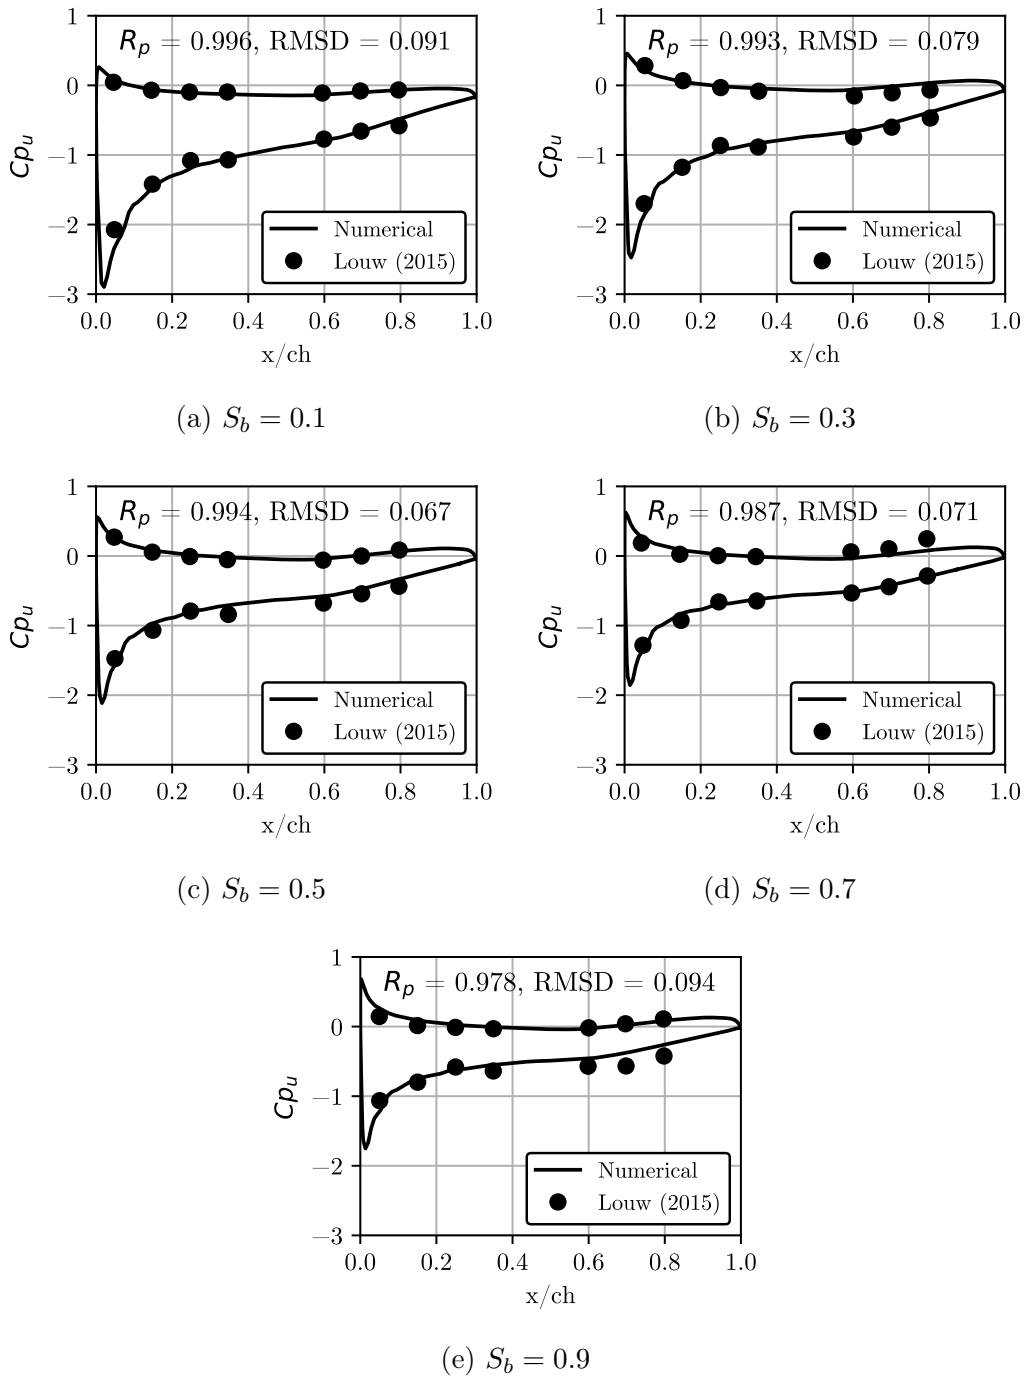 R_p = 0.996, RMSD = 0.091
1
0
−1
−2
−3
Cp_u
Numerical
Louw (2015)
0.0 0.2 0.4 0.6 0.8 1.0
x/ch
(a) S_b = 0.1
R_p = 0.993, RMSD = 0.079
1
0
−1
−2
−3
Cp_u
Numerical
Louw (2015)
0.0 0.2 0.4 0.6 0.8 1.0
x/ch
(b) S_b = 0.3
R_p = 0.994, RMSD = 0.067
1
0
−1
−2
−3
Cp_u
Numerical
Louw (2015)
0.0 0.2 0.4 0.6 0.8 1.0
x/ch
(c) S_b = 0.5
R_p = 0.987, RMSD = 0.071
1
0
−1
−2
−3
Cp_u
Numerical
Louw (2015)
0.0 0.2 0.4 0.6 0.8 1.0
x/ch
(d) S_b = 0.7
R_p = 0.978, RMSD = 0.094
1
0
−1
−2
−3
Cp_u
Numerical
Louw (2015)
0.0 0.2 0.4 0.6 0.8 1.0
x/ch
(e) S_b = 0.9